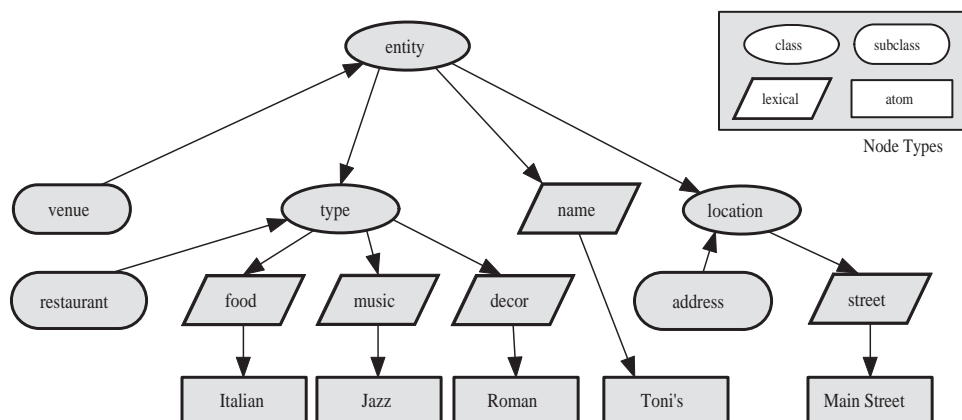 entity
class
subclass
lexical
atom
Node Types
venue
type
name
location
restaurant
food
music
decor
address
street
Italian
Jazz
Roman
Toni's
Main Street